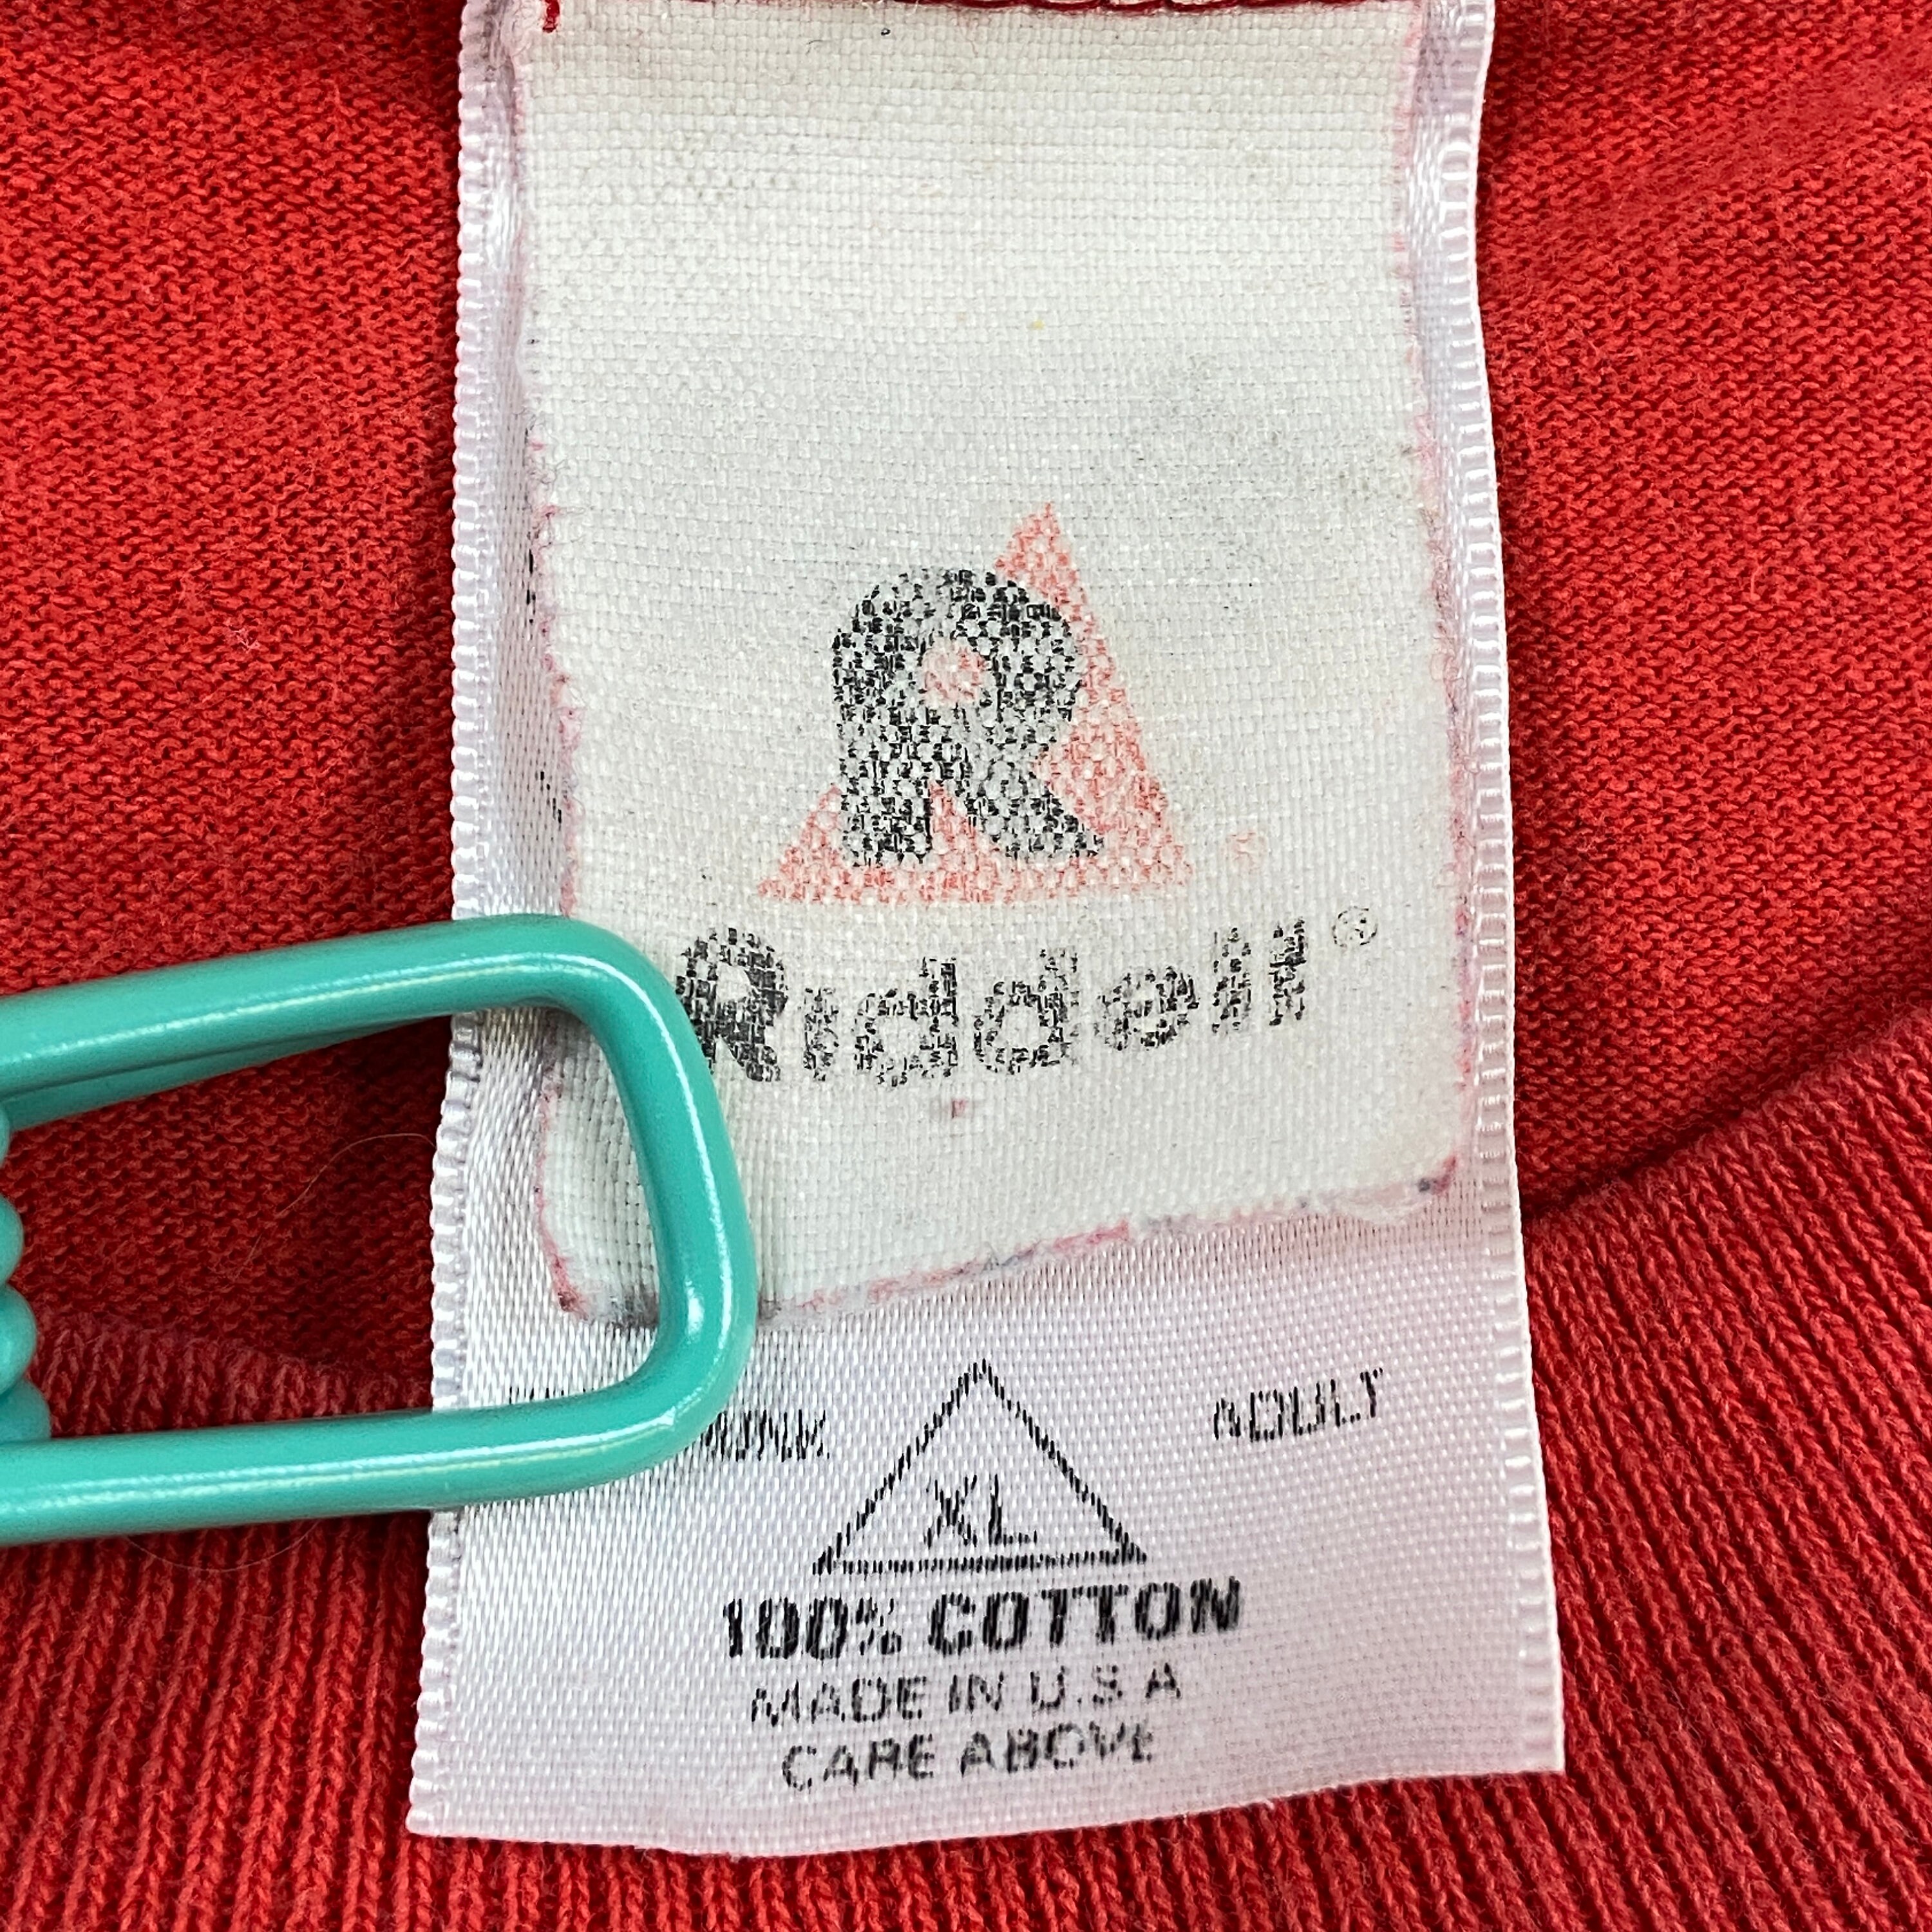 R
Riddell®
ADULT
XL
100% COTTON
MADE IN U.S.A
CARE ABOVE